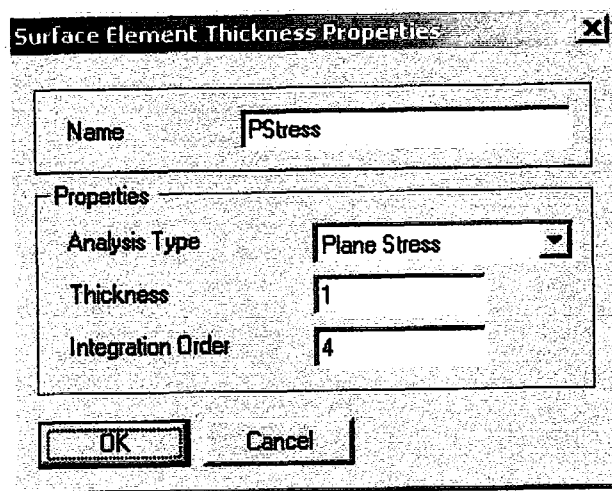 Surface Element Thickness Properties
Name PStress
Properties
Analysis Type Plane Stress
Thickness 1
Integration Order 4
OK Cancel